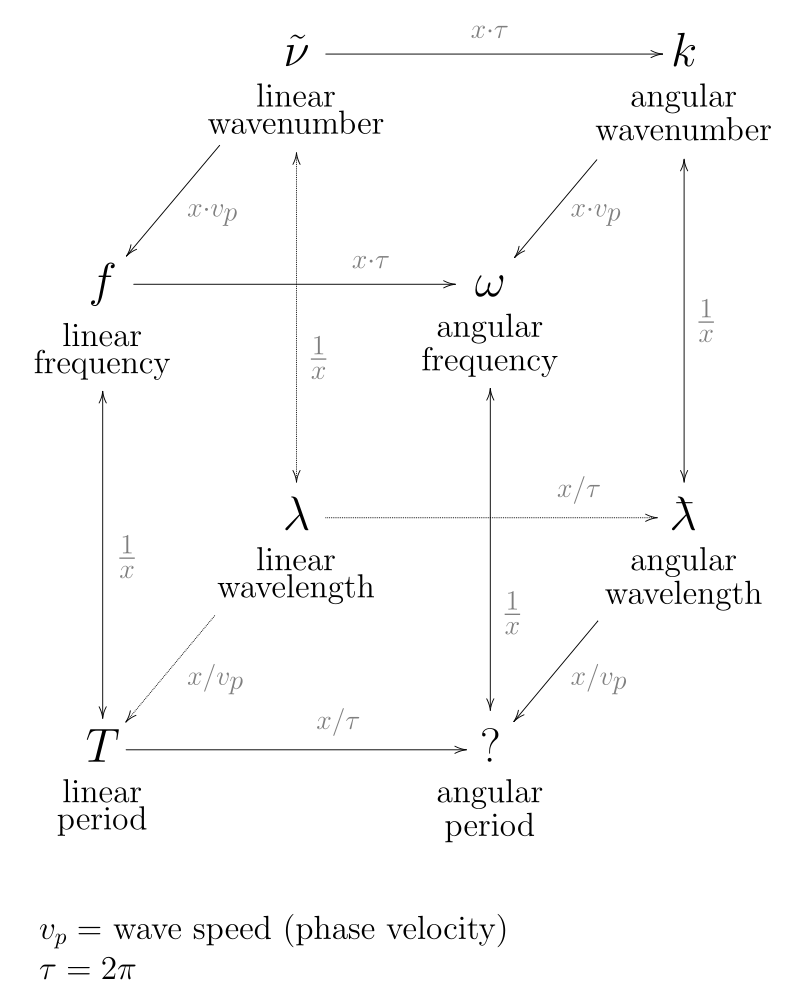 x·τ
ν̃ k
linear
wavenumber
angular
wavenumber
x·v_p x·v_p
x·τ
f ω
linear
frequency
angular
frequency
1/x
1/x
x/τ
λ ƛ
linear
wavelength
angular
wavelength
1/x
1/x
x/v_p x/v_p
x/τ
T ?
linear
period
angular
period
v_p = wave speed (phase velocity)
τ = 2π